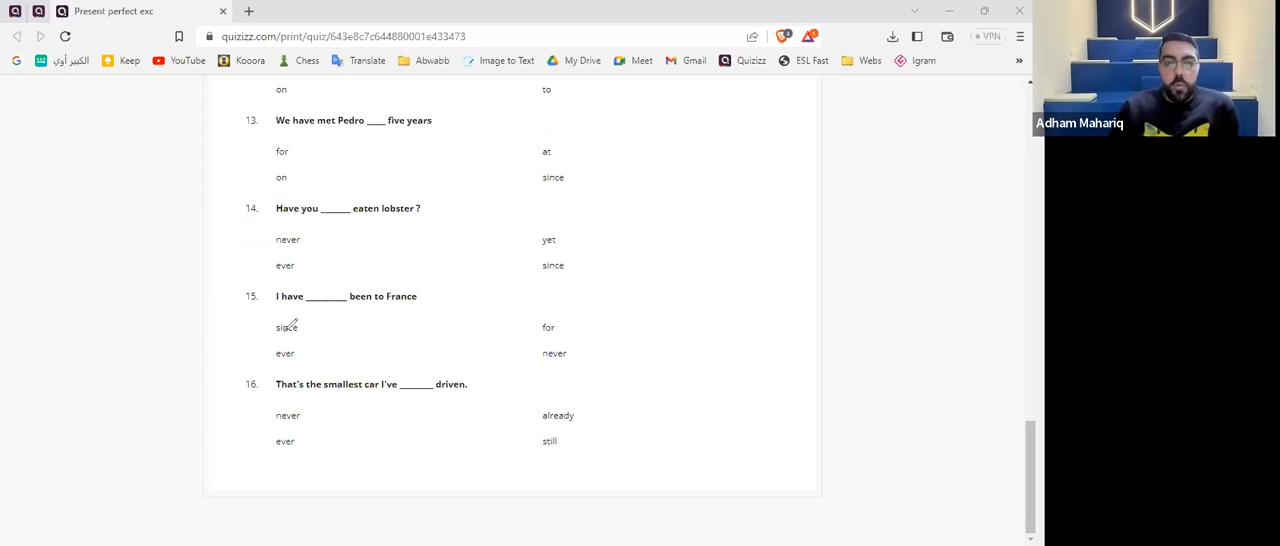 Present perfect exc
quizizz.com/print/quiz/643e8c7c644880001e433473
VPN
الكبير أوي
Keep
YouTube
Kooora
Chess
Translate
Abwabb
Image to Text
My Drive
Meet
Gmail
Quizizz
ESL Fast
Webs
Igram
on
to
13. We have met Pedro ____ five years
for
at
on
since
14. Have you _______ eaten lobster ?
never
yet
ever
since
15. I have _________ been to France
since
for
ever
never
16. That's the smallest car I've ________ driven.
never
already
ever
still
Adham Mahariq